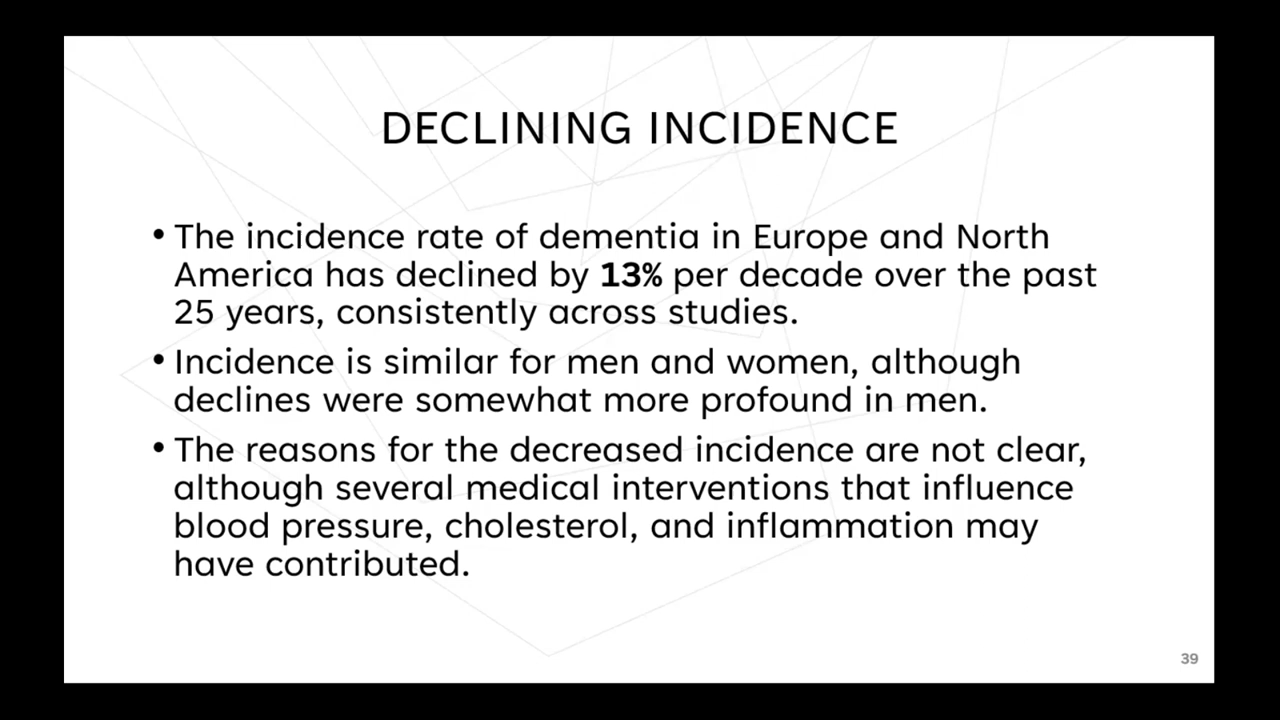 DECLINING INCIDENCE
• The incidence rate of dementia in Europe and North
America has declined by 13% per decade over the past
25 years, consistently across studies.
• Incidence is similar for men and women, although
declines were somewhat more profound in men.
• The reasons for the decreased incidence are not clear,
although several medical interventions that influence
blood pressure, cholesterol, and inflammation may
have contributed.
39